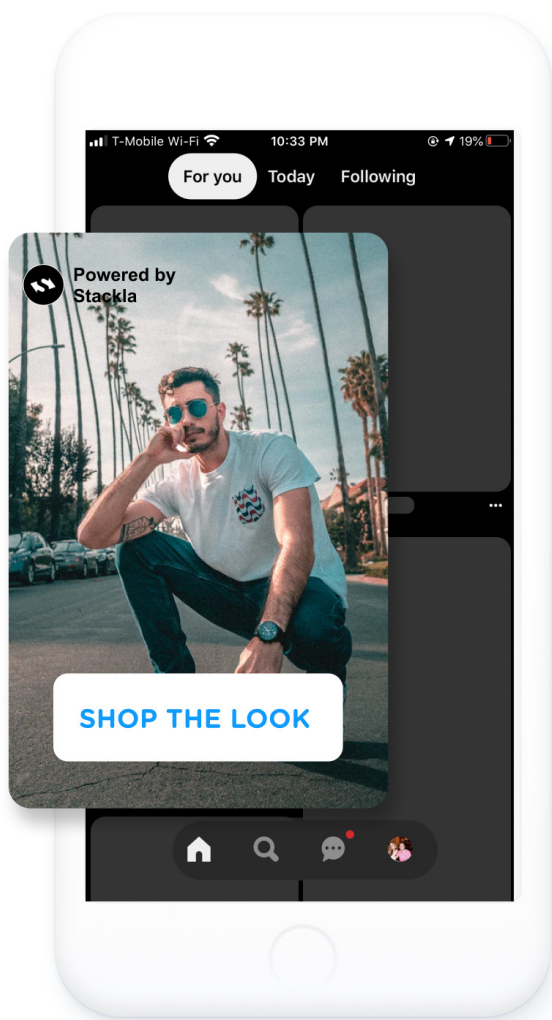 T-Mobile Wi-Fi 10:33 PM 19%
For you Today Following
Powered by
Stackla
SHOP THE LOOK